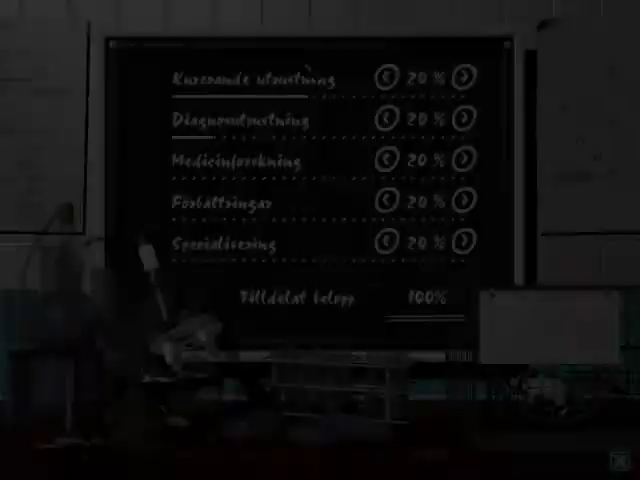 Kurerande utrustning 20 %
Diagnosutrustning 20 %
Medicinforskning 20 %
Förbättringar 20 %
Specialisering 20 %
Tilldelat belopp 100%